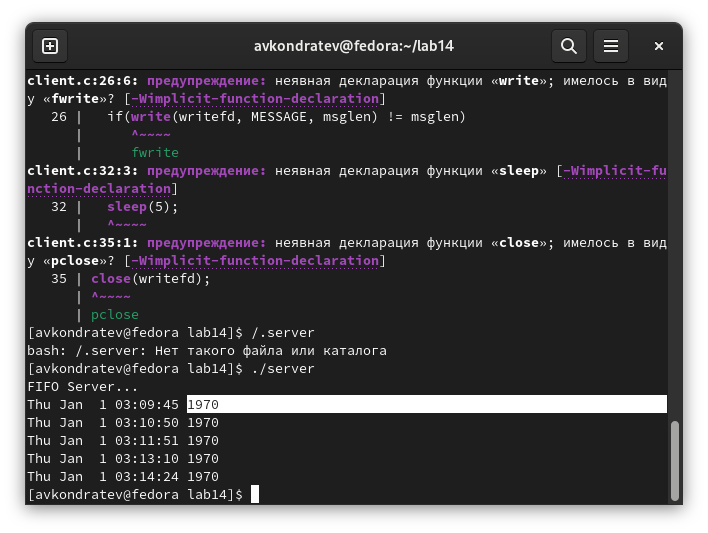 avkondratev@fedora:~/lab14
client.c:26:6: предупреждение: неявная декларация функции «write»; имелось в вид
у «fwrite»? [-Wimplicit-function-declaration]
   26 |   if(write(writefd, MESSAGE, msglen) != msglen)
      |      ^~~~~
      |      fwrite
client.c:32:3: предупреждение: неявная декларация функции «sleep» [-Wimplicit-fu
nction-declaration]
   32 |   sleep(5);
      |   ^~~~~
client.c:35:1: предупреждение: неявная декларация функции «close»; имелось в вид
у «pclose»? [-Wimplicit-function-declaration]
   35 | close(writefd);
      | ^~~~~
      | pclose
[avkondratev@fedora lab14]$ /.server
bash: /.server: Нет такого файла или каталога
[avkondratev@fedora lab14]$ ./server
FIFO Server...
Thu Jan  1 03:09:45 1970
Thu Jan  1 03:10:50 1970
Thu Jan  1 03:11:51 1970
Thu Jan  1 03:13:10 1970
Thu Jan  1 03:14:24 1970
[avkondratev@fedora lab14]$